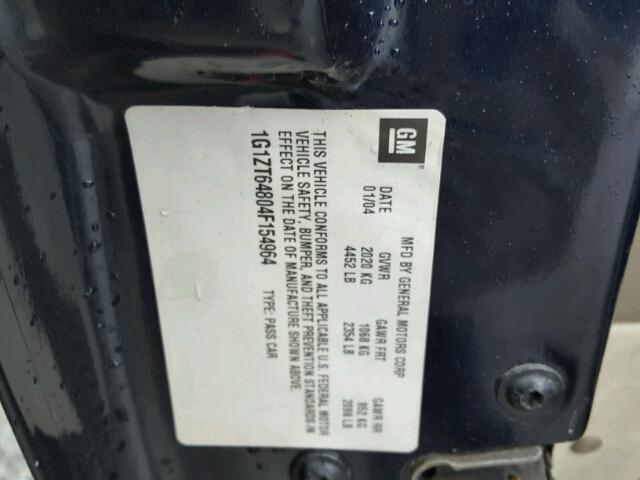 GM
MFD BY GENERAL MOTORS CORP
DATE GVWR GAWR FRT GAWR RR
01/04 2020 KG 1068 KG 952 KG
4452 LB 2354 LB 2098 LB
THIS VEHICLE CONFORMS TO ALL APPLICABLE U.S. FEDERAL MOTOR
VEHICLE SAFETY, BUMPER, AND THEFT PREVENTION STANDARDS IN
EFFECT ON THE DATE OF MANUFACTURE SHOWN ABOVE.
1G1ZT64804F154964 TYPE: PASS CAR